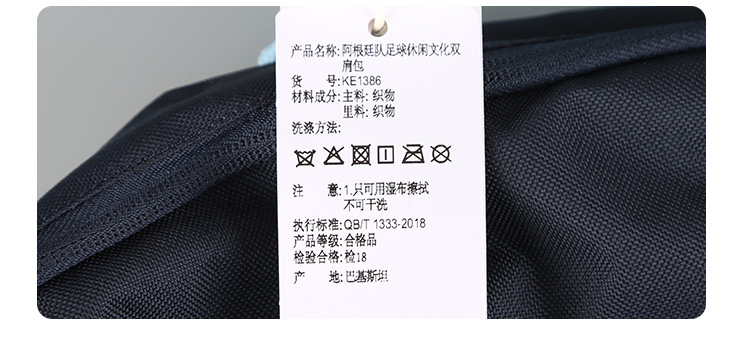 产品名称: 阿根廷队足球休闲文化双
肩包
货 号: KE1386
材料成分: 主料: 织物
里料: 织物
洗涤方法:
注 意: 1.只可用湿布擦拭
不可干洗
执行标准: QB/T 1333-2018
产品等级: 合格品
检验合格: 检18
产 地: 巴基斯坦